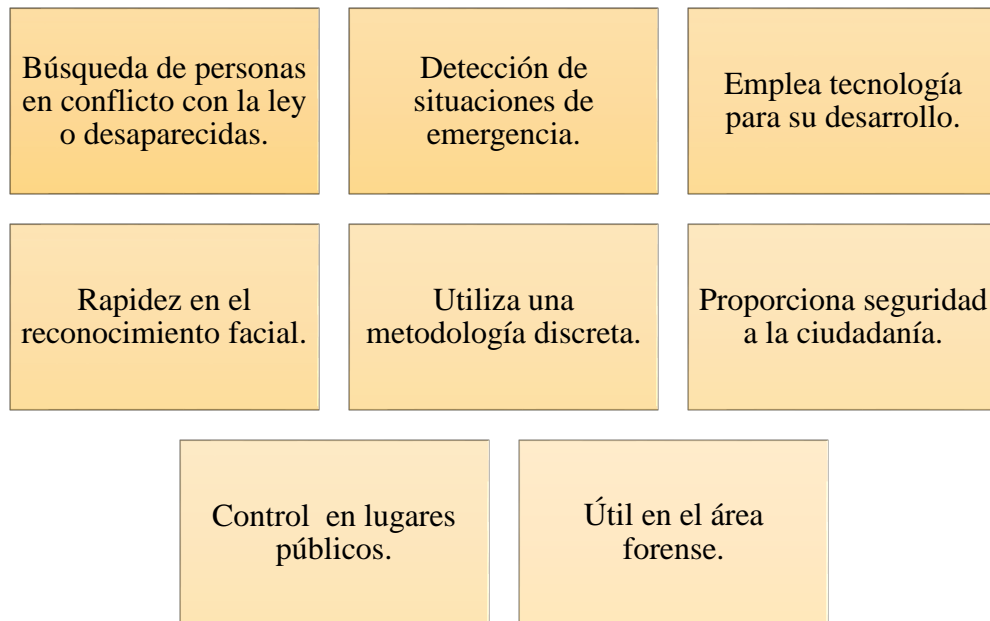 Búsqueda de personas
en conflicto con la ley
o desaparecidas.
Detección de
situaciones de
emergencia.
Emplea tecnología
para su desarrollo.
Rapidez en el
reconocimiento facial.
Utiliza una
metodología discreta.
Proporciona seguridad
a la ciudadanía.
Control  en lugares
públicos.
Útil en el área
forense.